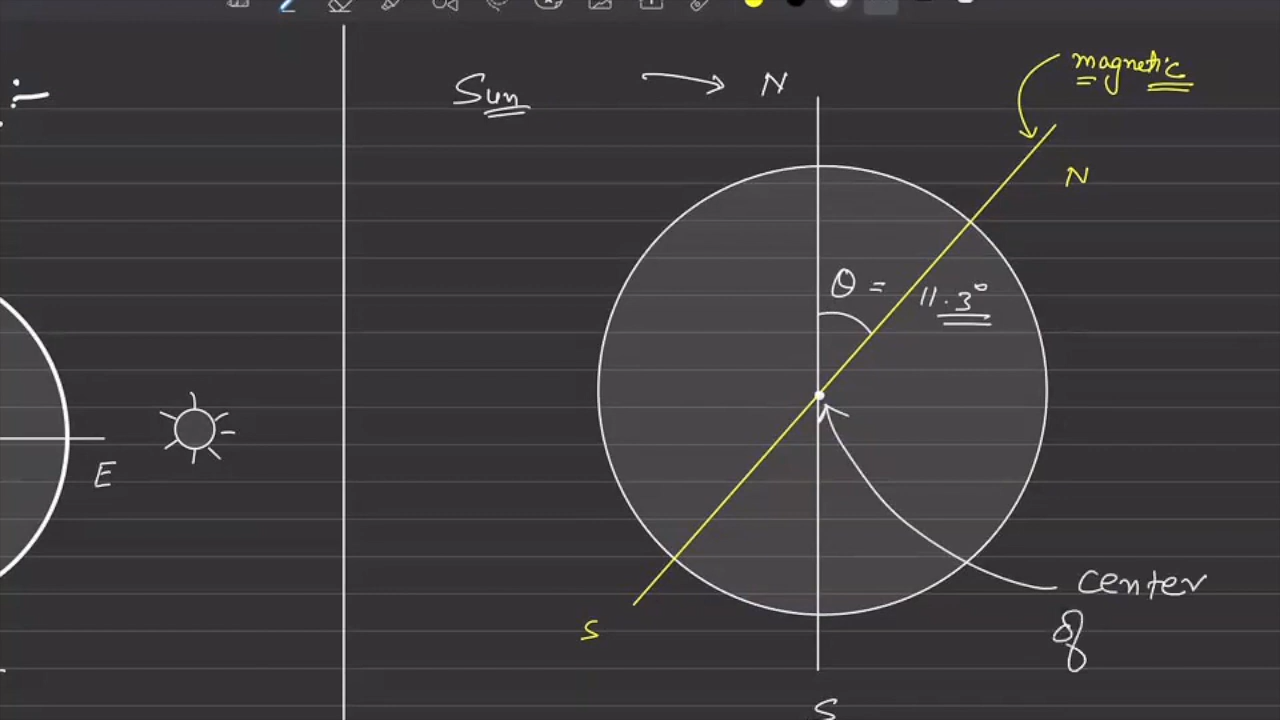 :-
Sun
N
magnetic
N
θ = 11.3°
E
center
of
S
S